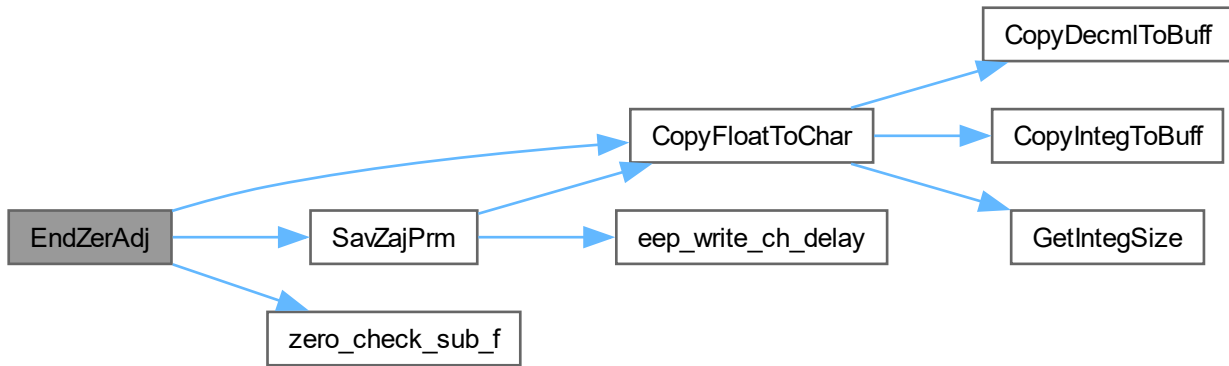 EndZerAdj
CopyFloatToChar
SavZajPrm
zero_check_sub_f
eep_write_ch_delay
CopyDecmlToBuff
CopyIntegToBuff
GetIntegSize